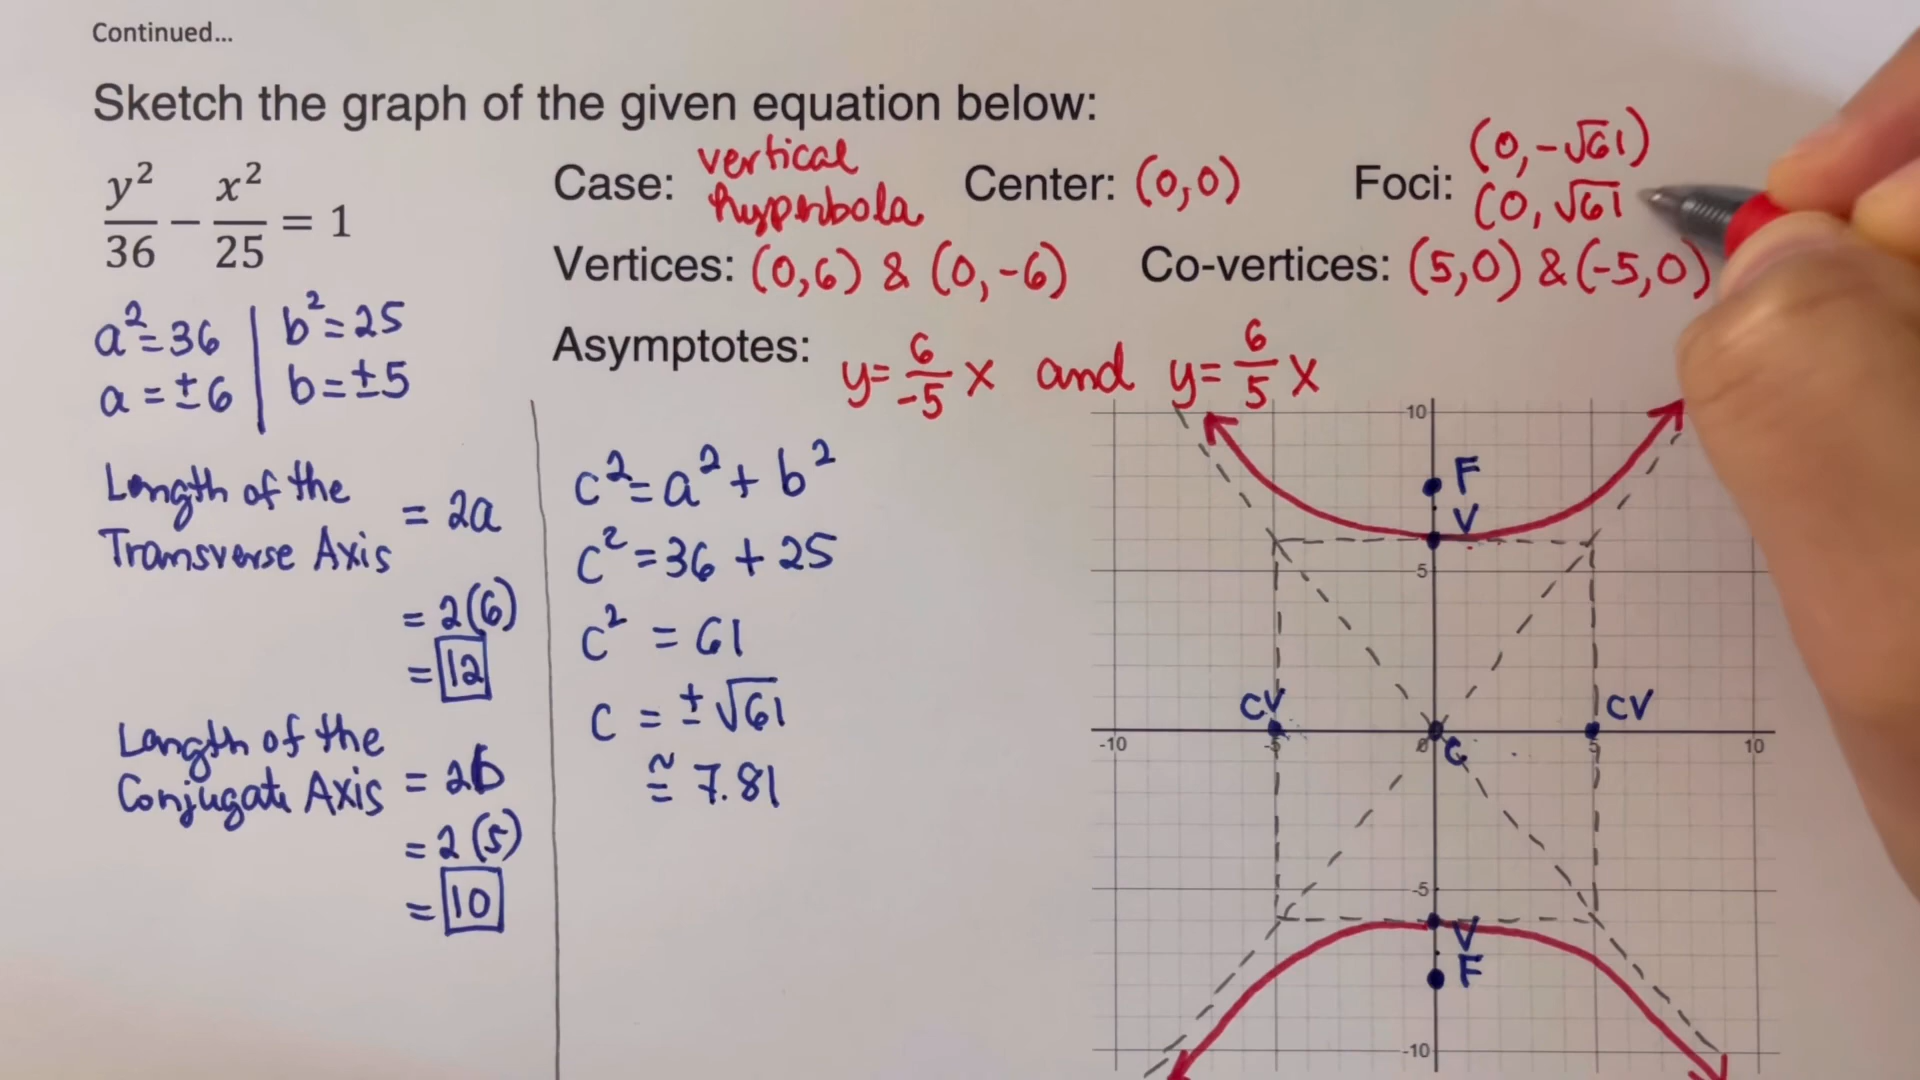 Continued...
Sketch the graph of the given equation below:
y²/36 − x²/25 = 1
Case: vertical hyperbola
Center: (0,0)
Foci: (0,-√61)
(0,√61
Vertices: (0,6) & (0,-6)
Co-vertices: (5,0) & (-5,0)
Asymptotes: y= 6/-5 x and y= 6/5 x
a²=36
a = ±6
b²=25
b=±5
Length of the
Transverse Axis = 2a
= 2(6)
= 12
Length of the
Conjugate Axis = 2b
= 2(5)
= 10
c²=a²+b²
c²=36+25
c² = 61
c = ±√61
≅ 7.81
10
F
V
5
CV
CV
-10
-5
0
5
10
C
-5
V
F
-10